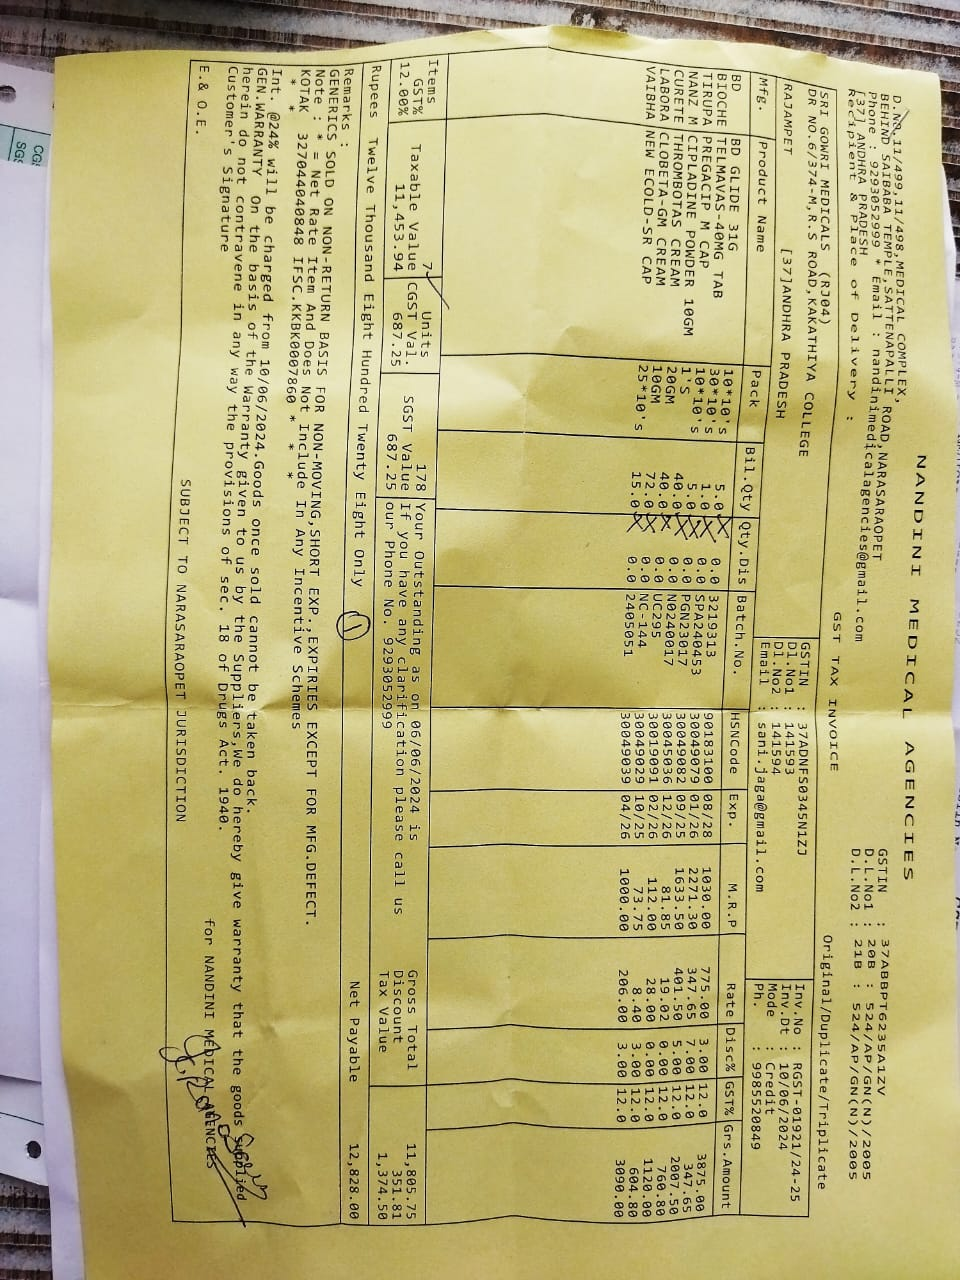 NANDINI MEDICAL AGENCIES
D.No,11/499,11/498,MEDICAL COMPLEX,
BEHIND SAIBABA TEMPLE,SATTENAPALLI ROAD,NARASARAOPET
Phone : 9293052999 * Email : nandinimedicalagencies@gmail.com
[37] ANDHRA PRADESH
GSTIN : 37ABBPT6235A1ZV
D.L.No1 : 20B : 524/AP/GN(N)/2005
D.L.No2 : 21B : 524/AP/GN(N)/2005
Recipient & Place of Delivery :
GST TAX INVOICE
Original/Duplicate/Triplicate
SRI GOWRI MEDICALS (RJ04)
DR NO.6/374-M,R.S ROAD,KAKATHIYA COLLEGE
RAJAMPET [37]ANDHRA PRADESH
GSTIN : 37ADNFS0345N1ZJ
Dl.No1 : 141593
Dl.No2 : 141594
Email : sani.jaga@gmail.com
Inv.No : RGST-01921/24-25
Inv.Dt : 10/06/2024
Mode : Credit
Ph. : 9985520849
Mfg. Product Name Pack Bil.Qty Qty.Dis Batch.No. HSNCode Exp. M.R.P Rate Disc% GST% Grs.Amount
BD BD GLIDE 31G 10*10's 5.0 0.0 3219313 90183100 08/28 1030.00 775.00 3.00 12.0 3875.00
BIOCHE TELMAVAS-40MG TAB 30*10's 1.0 0.0 SPA240453 30049079 01/26 2271.30 347.65 7.00 12.0 347.65
TIRUPA PREGACIP M CAP 10*10's 5.0 0.0 PGN23017 30049082 09/25 1633.50 401.50 5.00 12.0 2007.50
NANZ M CIPLADINE POWDER 10GM 1'S 40.0 0.0 N0240017 30045036 12/26 81.85 19.02 0.00 12.0 760.80
CURETE THROMBOTAS CREAM 20GM 40.0 0.0 UC295 30019091 02/26 112.00 28.00 0.00 12.0 1120.00
LABORA CLOBETA-GM CREAM 10GM 72.0 0.0 NC-144 30049029 10/25 73.75 8.40 3.00 12.0 604.80
VAIBHA NEW ECOLD-SR CAP 25*10's 15.0 0.0 2405051 30049039 04/26 1000.00 206.00 3.00 12.0 3090.00
Items 7 Units 178
GST% Taxable Value CGST Val. SGST Value
12.00% 11,453.94 687.25 687.25
Your Outstanding as on 06/06/2024 is
If you have any clarification please call us
our Phone No. 9293052999
Gross Total 11,805.75
Discount 351.81
Tax Value 1,374.50
Rupees Twelve Thousand Eight Hundred Twenty Eight Only 1
Net Payable 12,828.00
Remarks :
GENERICS SOLD ON NON-RETURN BASIS FOR NON-MOVING,SHORT EXP.,EXPIRIES EXCEPT FOR MFG.DEFECT.
Note : * = Net Rate Item And Does Not Include In Any Incentive Schemes
KOTAK 327044040848 IFSC.KKBK0007860 * * *
* * *
Int. @24% will be charged from 10/06/2024.Goods once sold cannot be taken back.
GEN.WARRANTY On the basis of the Warranty given to us by the Suppliers,We do hereby give warranty that the goods supplied
herein do not contravene in any way the provisions of sec. 18 of Drugs Act. 1940.
Customer's Signature
for NANDINI MEDICAL AGENCIES
E.& O.E.
SUBJECT TO NARASARAOPET JURISDICTION